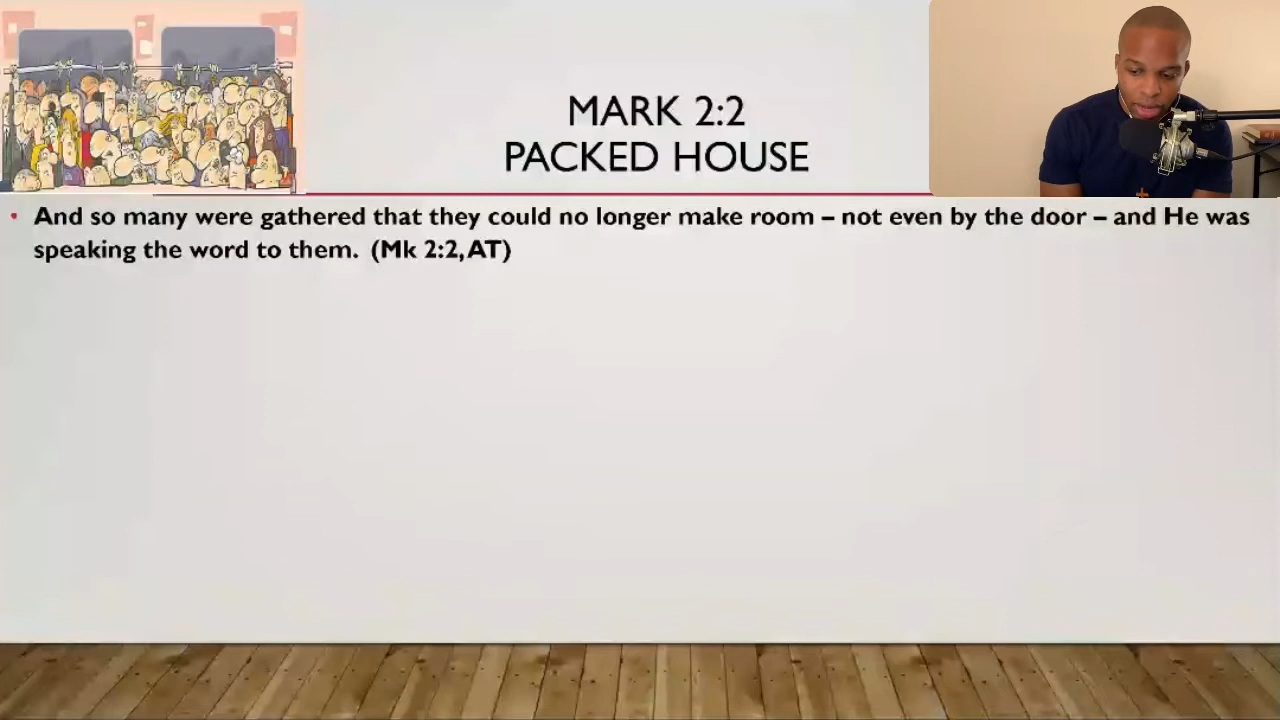 MARK 2:2
PACKED HOUSE
• And so many were gathered that they could no longer make room – not even by the door – and He was
speaking the word to them. (Mk 2:2, AT)